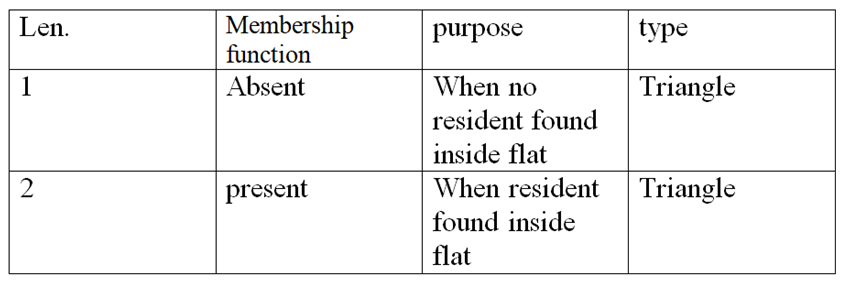 Len. Membership function purpose type
1 Absent When no resident found inside flat Triangle
2 present When resident found inside flat Triangle